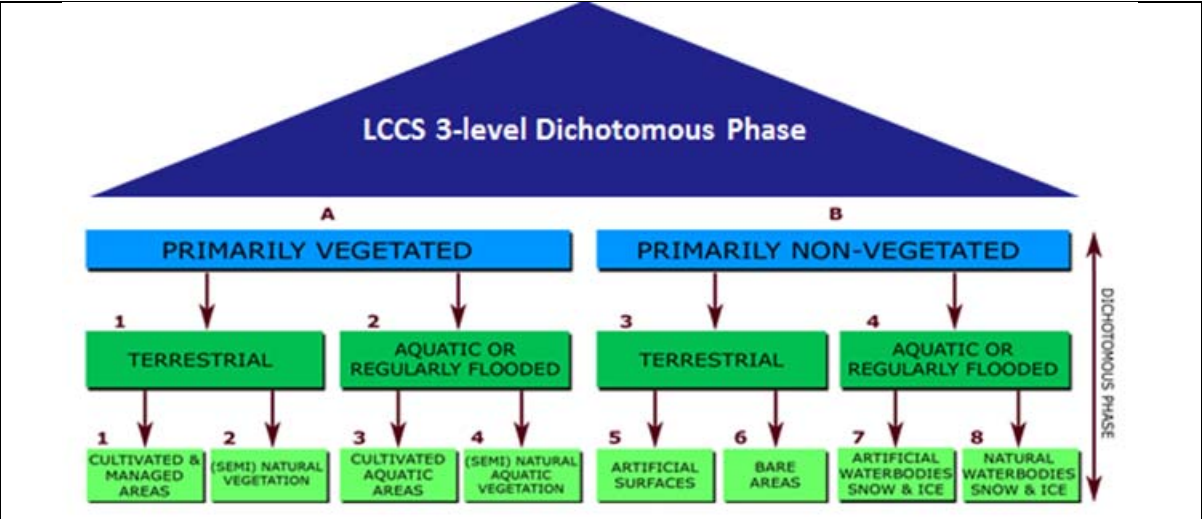 LCCS 3-level Dichotomous Phase
A
B
PRIMARILY VEGETATED
PRIMARILY NON-VEGETATED
1
2
3
4
TERRESTRIAL
AQUATIC OR
REGULARLY FLOODED
TERRESTRIAL
AQUATIC OR
REGULARLY FLOODED
DICHOTOMOUS PHASE
1
2
3
4
5
6
7
8
CULTIVATED &
MANAGED
AREAS
(SEMI) NATURAL
VEGETATION
CULTIVATED
AQUATIC
AREAS
(SEMI) NATURAL
AQUATIC
VEGETATION
ARTIFICIAL
SURFACES
BARE
AREAS
ARTIFICIAL
WATERBODIES
SNOW & ICE
NATURAL
WATERBODIES
SNOW & ICE